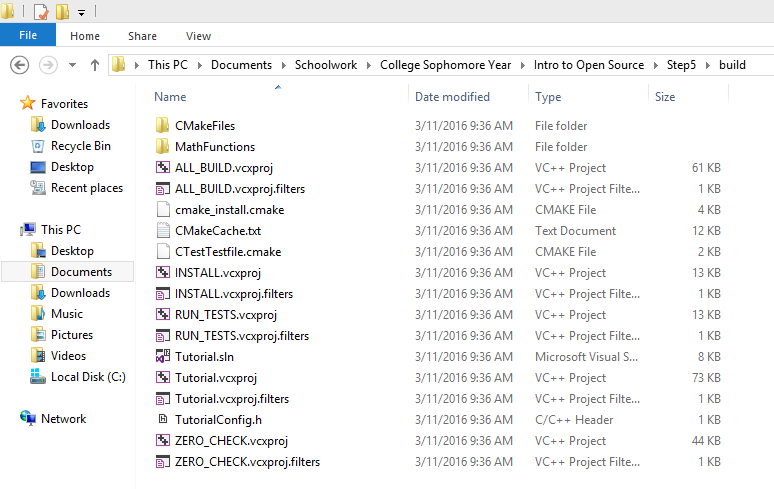 File Home Share View
This PC Documents Schoolwork College Sophomore Year Intro to Open Source Step5 build
Name Date modified Type Size
Favorites
Downloads
Recycle Bin
Desktop
Recent places
This PC
Desktop
Documents
Downloads
Music
Pictures
Videos
Local Disk (C:)
Network
CMakeFiles 3/11/2016 9:36 AM File folder
MathFunctions 3/11/2016 9:36 AM File folder
ALL_BUILD.vcxproj 3/11/2016 9:36 AM VC++ Project 61 KB
ALL_BUILD.vcxproj.filters 3/11/2016 9:36 AM VC++ Project Filte... 1 KB
cmake_install.cmake 3/11/2016 9:36 AM CMAKE File 4 KB
CMakeCache.txt 3/11/2016 9:36 AM Text Document 12 KB
CTestTestfile.cmake 3/11/2016 9:36 AM CMAKE File 2 KB
INSTALL.vcxproj 3/11/2016 9:36 AM VC++ Project 13 KB
INSTALL.vcxproj.filters 3/11/2016 9:36 AM VC++ Project Filte... 1 KB
RUN_TESTS.vcxproj 3/11/2016 9:36 AM VC++ Project 13 KB
RUN_TESTS.vcxproj.filters 3/11/2016 9:36 AM VC++ Project Filte... 1 KB
Tutorial.sln 3/11/2016 9:36 AM Microsoft Visual S... 8 KB
Tutorial.vcxproj 3/11/2016 9:36 AM VC++ Project 73 KB
Tutorial.vcxproj.filters 3/11/2016 9:36 AM VC++ Project Filte... 1 KB
TutorialConfig.h 3/11/2016 9:36 AM C/C++ Header 1 KB
ZERO_CHECK.vcxproj 3/11/2016 9:36 AM VC++ Project 44 KB
ZERO_CHECK.vcxproj.filters 3/11/2016 9:36 AM VC++ Project Filte... 1 KB